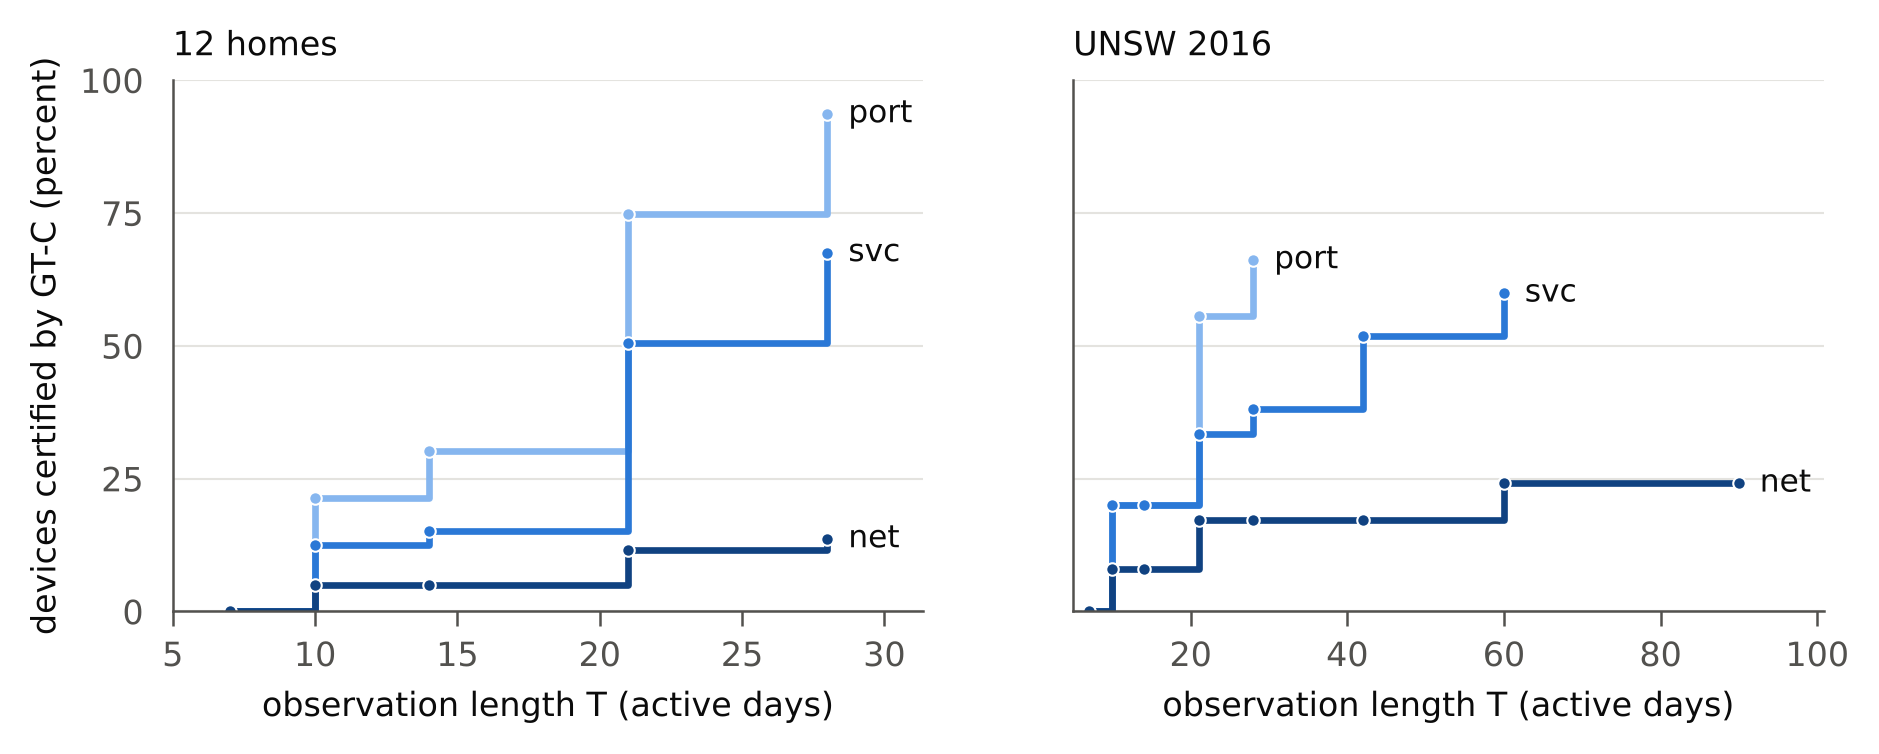 12 homes
UNSW 2016
devices certified by GT-C (percent)
100
75
50
25
0
port
svc
net
port
svc
net
5 10 15 20 25 30
20 40 60 80 100
observation length T (active days)
observation length T (active days)